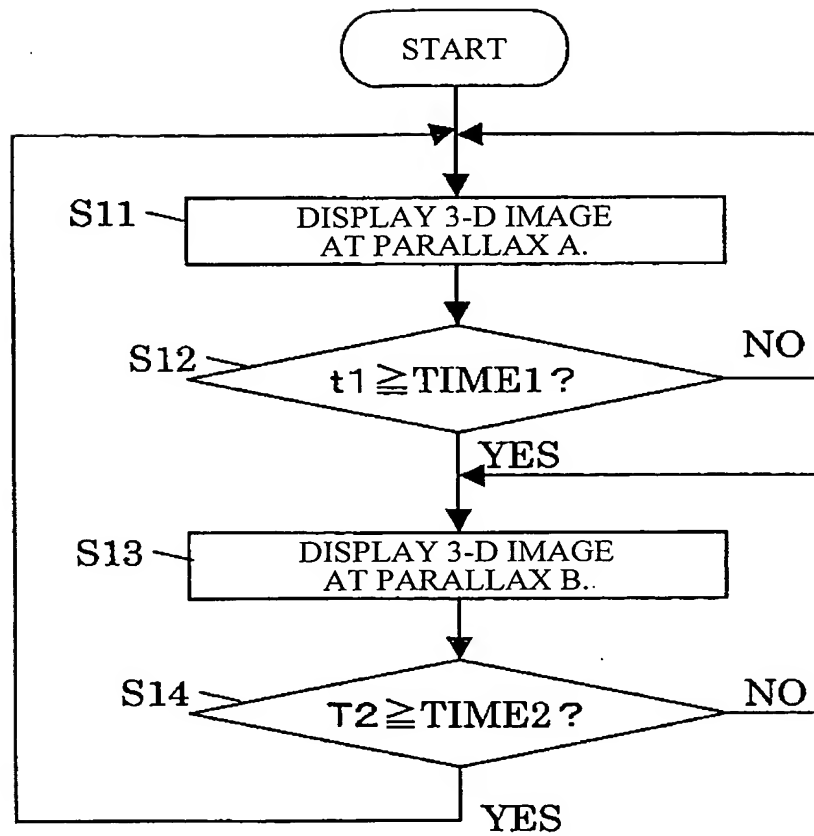 START
S11
DISPLAY 3-D IMAGE
AT PARALLAX A.
S12
t1≧TIME1?
NO
YES
S13
DISPLAY 3-D IMAGE
AT PARALLAX B.
S14
T2≧TIME2?
NO
YES